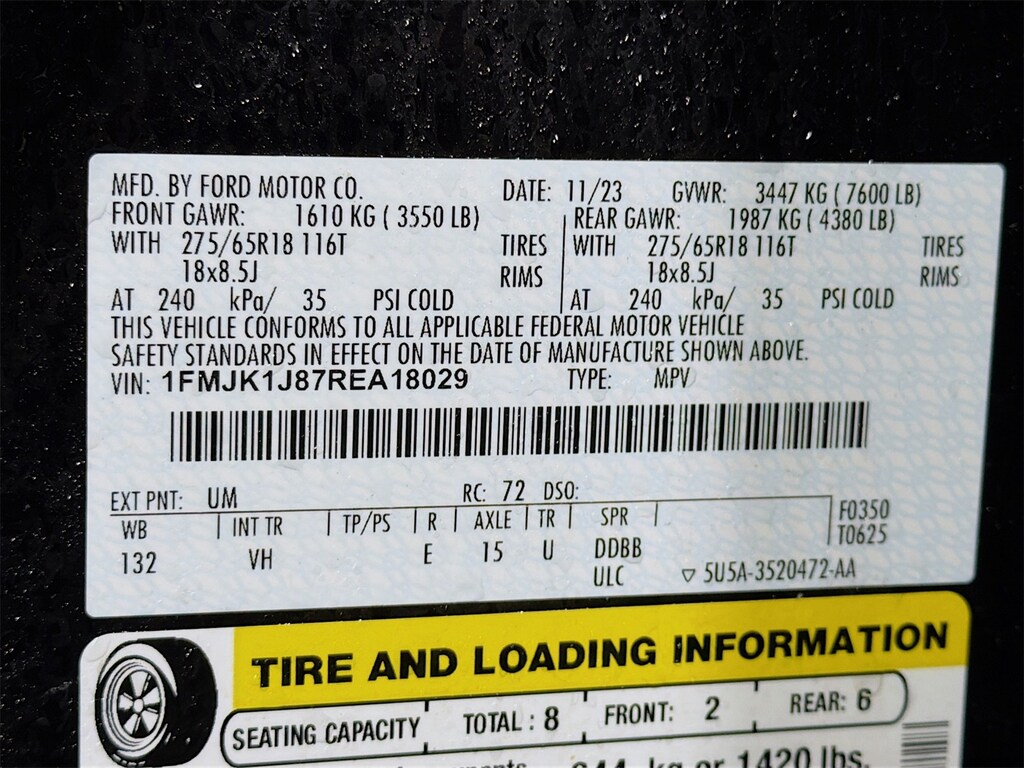 MFD. BY FORD MOTOR CO. DATE: 11/23 GVWR: 3447 KG ( 7600 LB)
FRONT GAWR: 1610 KG ( 3550 LB) REAR GAWR: 1987 KG ( 4380 LB)
WITH 275/65R18 116T TIRES WITH 275/65R18 116T TIRES
18x8.5J RIMS 18x8.5J RIMS
AT 240 kPa/ 35 PSI COLD AT 240 kPa/ 35 PSI COLD
THIS VEHICLE CONFORMS TO ALL APPLICABLE FEDERAL MOTOR VEHICLE
SAFETY STANDARDS IN EFFECT ON THE DATE OF MANUFACTURE SHOWN ABOVE.
VIN: 1FMJK1J87REA18029 TYPE: MPV
EXT PNT: UM RC: 72 DSO:
WB INT TR TP/PS R AXLE TR SPR F0350
T0625
132 VH E 15 U DDBB
ULC ▽ 5U5A-3520472-AA
TIRE AND LOADING INFORMATION
SEATING CAPACITY TOTAL : 8 FRONT: 2 REAR: 6
kg or 1420 lbs.